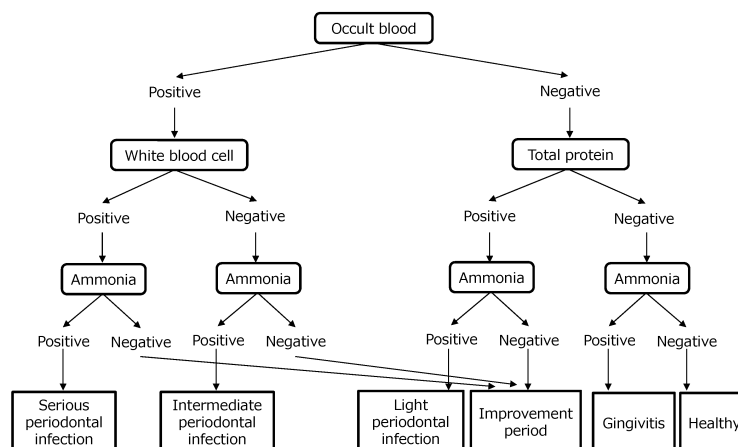 Occult blood
Positive
Negative
White blood cell
Total protein
Positive
Negative
Positive
Negative
Ammonia
Ammonia
Ammonia
Ammonia
Positive
Negative
Positive
Negative
Positive
Negative
Positive
Negative
Serious
periodontal
infection
Intermediate
periodontal
infection
Light
periodontal
infection
Improvement
period
Gingivitis
Healthy